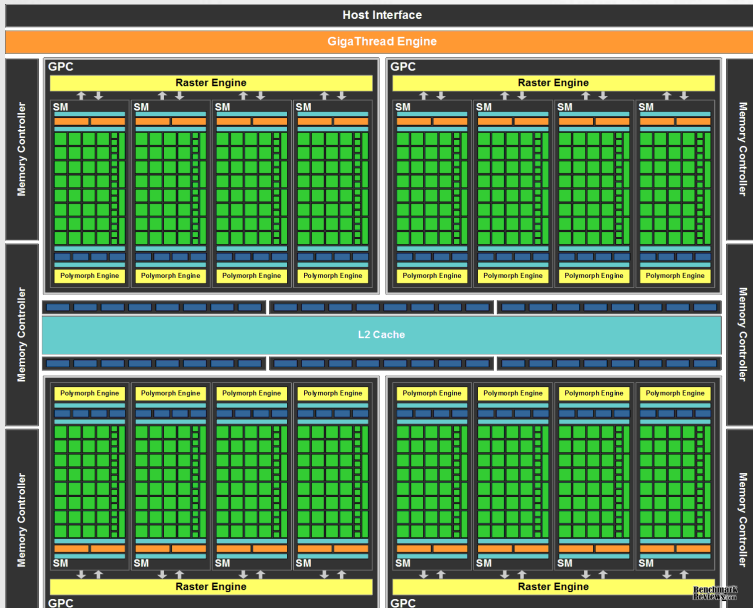 Host Interface
GigaThread Engine
GPC
GPC
Raster Engine
Raster Engine
SM SM SM SM
SM SM SM SM
Memory Controller
Memory Controller
Polymorph Engine Polymorph Engine Polymorph Engine Polymorph Engine
Polymorph Engine Polymorph Engine Polymorph Engine Polymorph Engine
Memory Controller
L2 Cache
Memory Controller
Polymorph Engine Polymorph Engine Polymorph Engine Polymorph Engine
Polymorph Engine Polymorph Engine Polymorph Engine Polymorph Engine
Memory Controller
Memory Controller
SM SM SM SM
SM SM SM SM
Raster Engine
Raster Engine
GPC
GPC
Benchmark
Reviews.com